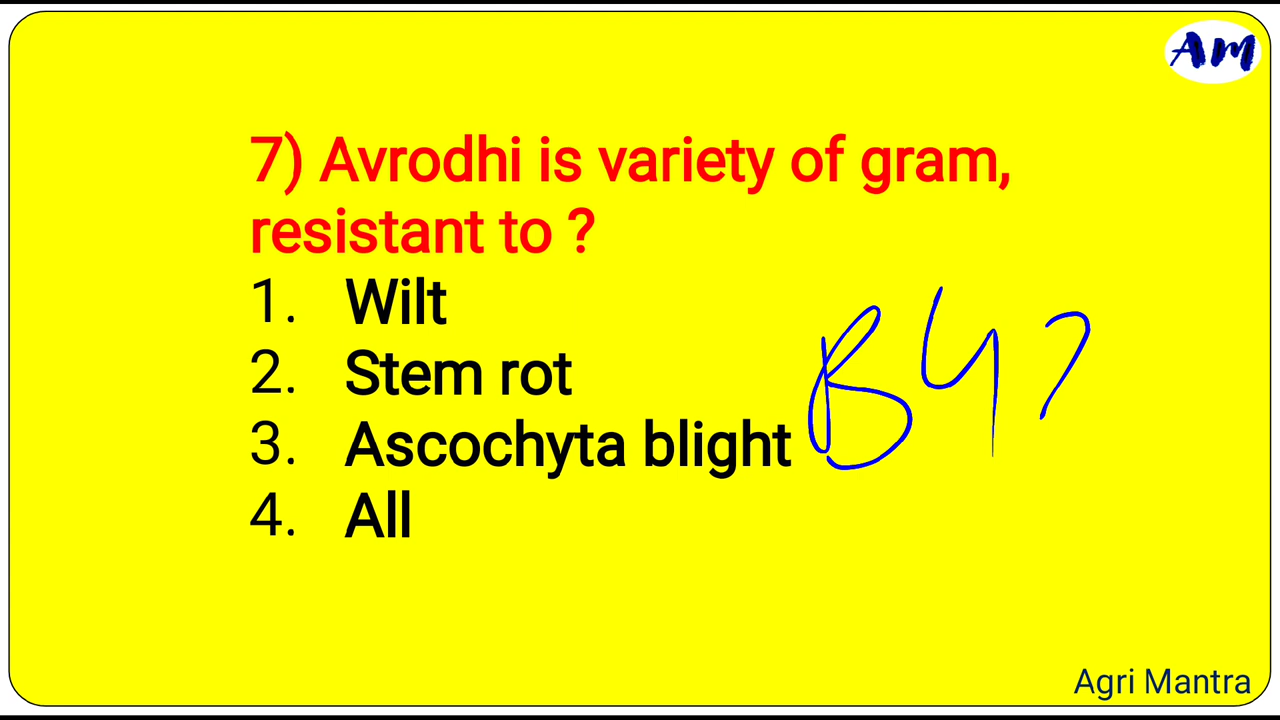 AM
7) Avrodhi is variety of gram,
resistant to ?
1. Wilt
2. Stem rot
3. Ascochyta blight
4. All
Agri Mantra